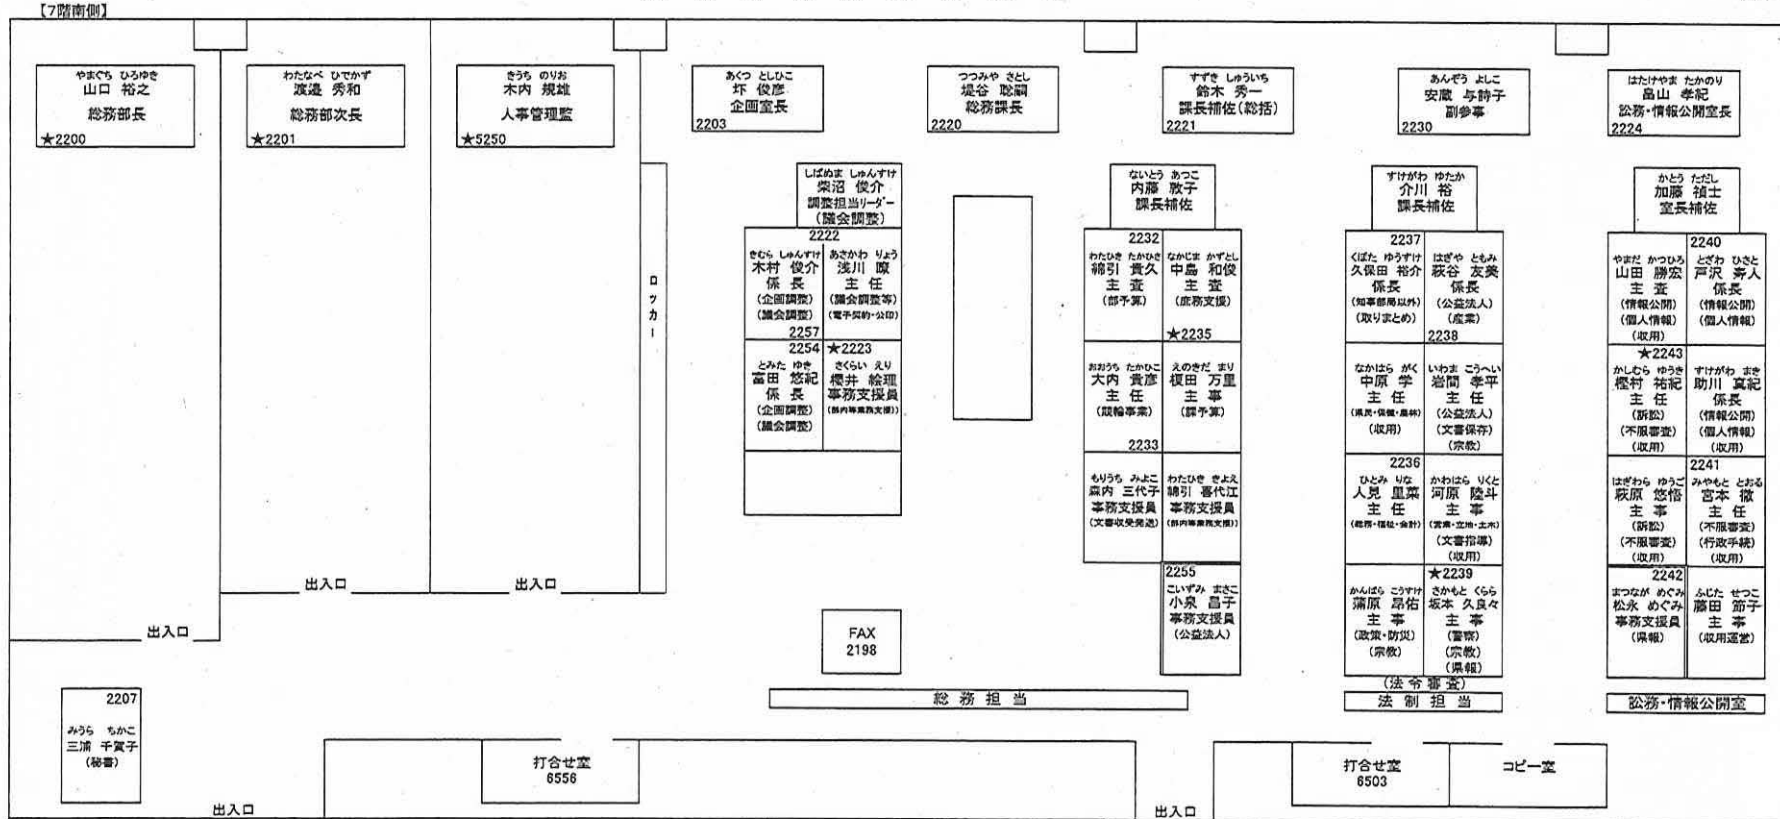 【7階南側】
やまぐち ひろゆき
山口 裕之
総務部長
★2200
わたなべ ひでかず
渡邉 秀和
総務部次長
★2201
きうち のりお
木内 規雄
人事管理監
★5250
あくつ としひこ
圷 俊彦
企画室長
2203
つつみや さとし
堤谷 聡嗣
総務課長
2220
すずき しゅういち
鈴木 秀一
課長補佐(総括)
2221
あんぞう よしこ
安蔵 与詩子
副参事
2230
はたけやま たかのり
畠山 孝紀
訟務・情報公開室長
2224
ロッカー
しばぬま しゅんすけ
柴沼 俊介
調整担当リーダー
(議会調整)
2222
きむら しゅんすけ
木村 俊介
係 長
(企画調整)
(議会調整)
2257
あさかわ りょう
浅川 瞭
主 任
(議会調整等)
(電子契約・公印)
2254
とみた ゆき
富田 悠紀
係 長
(企画調整)
(議会調整)
★2223
さくらい えり
櫻井 絵理
事務支援員
(部内等業務支援)
ないとう あつこ
内藤 敦子
課長補佐
2232
わたひき たかひさ
綿引 貴久
主 査
(部予算)
なかじま かずとし
中島 和俊
主 査
(庶務支援)
★2235
おおうち たかひこ
大内 貴彦
主 任
(競輪事業)
2233
えのきだ まり
榎田 万里
主 事
(課予算)
もりうち みよこ
森内 三代子
事務支援員
(文書収受発送)
わたひき きよえ
綿引 喜代江
事務支援員
(部内等業務支援)
2255
こいずみ まさこ
小泉 昌子
事務支援員
(公益法人)
すけがわ ゆたか
介川 裕
課長補佐
2237
くぼた ゆうすけ
久保田 裕介
係長
(知事部局以外)
(取りまとめ)
はぎや ともみ
萩谷 友美
係長
(公益法人)
(産業)
2238
なかはら がく
中原 学
主 任
(県民・保健・農林)
(収用)
いわま こうへい
岩間 孝平
主 任
(公益法人)
(文書保存)
(宗教)
2236
ひとみ りな
人見 里菜
主 任
(総務・福祉・会計)
かわはら りくと
河原 陸斗
主 事
(営業・立地・土木)
(文書指導)
(収用)
かんばら こうすけ
蒲原 昂佑
主 事
(政策・防災)
(宗教)
★2239
さかもと くらら
坂本 久良々
主 事
(警察)
(宗教)
(県報)
かとう ただし
加藤 禎士
室長補佐
2240
やまだ かつひろ
山田 勝宏
主 査
(情報公開)
(個人情報)
(収用)
とざわ ひさと
戸沢 寿人
係長
(情報公開)
(個人情報)
★2243
かしむら ゆうき
樫村 祐紀
主 任
(訴訟)
(不服審査)
(収用)
すけがわ まき
助川 真紀
係長
(情報公開)
(個人情報)
(収用)
2241
はぎわら ゆうご
萩原 悠悟
主 事
(訴訟)
(不服審査)
(収用)
みやもと とおる
宮本 徹
主 任
(不服審査)
(行政手続)
(収用)
2242
まつなが めぐみ
松永 めぐみ
事務支援員
(県報)
ふじた せつこ
藤田 節子
主 事
(収用運営)
出入口
出入口
出入口
FAX
2198
総 務 担 当
(法 令 審 査)
法 制 担 当
訟務・情報公開室
2207
みうら ちかこ
三浦 千賀子
(秘書)
打合せ室
6556
打合せ室
6503
コピー室
出入口
出入口